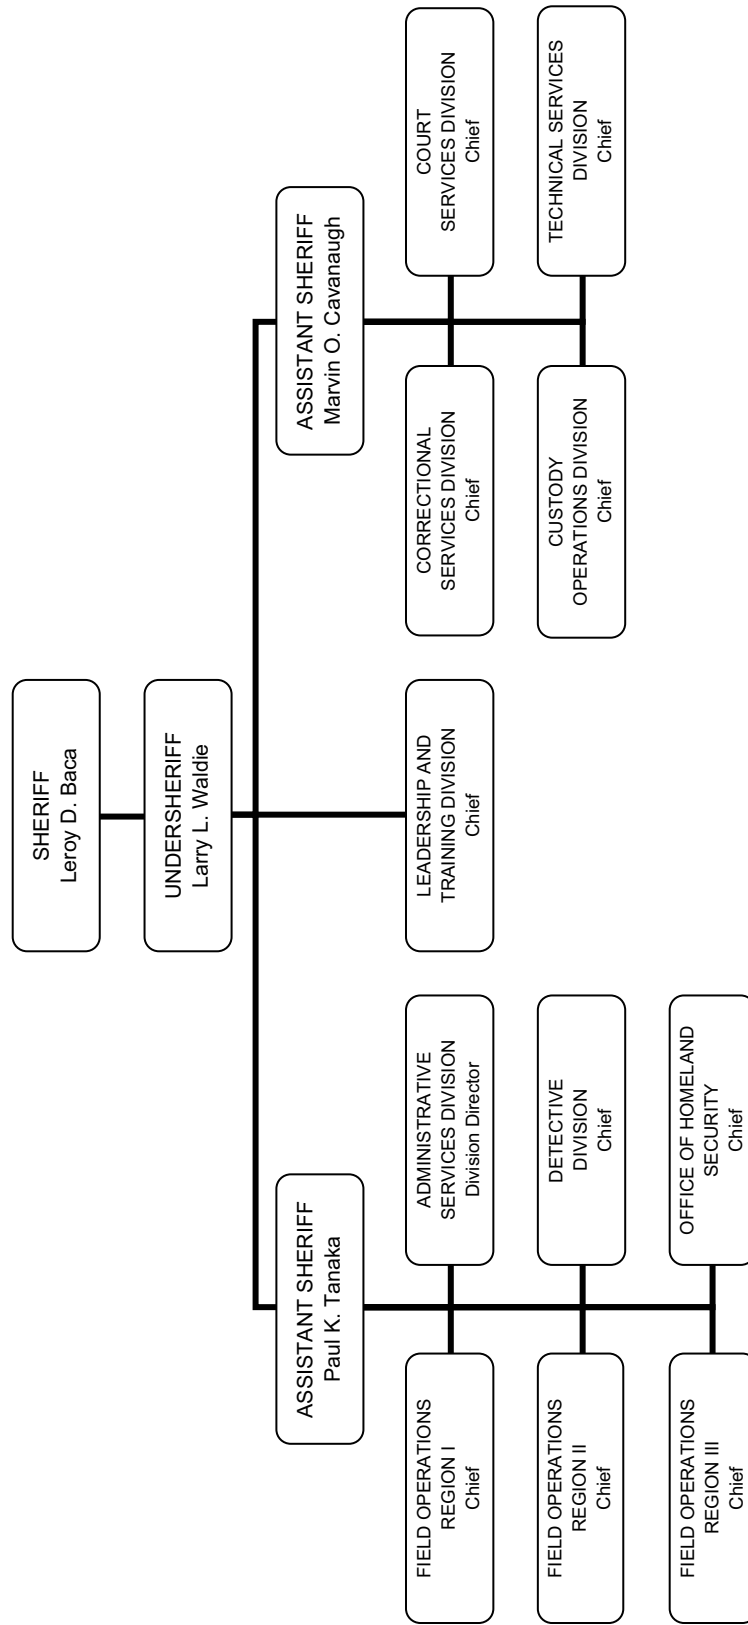 SHERIFF
Leroy D. Baca
UNDERSHERIFF
Larry L. Waldie
ASSISTANT SHERIFF
Paul K. Tanaka
ASSISTANT SHERIFF
Marvin O. Cavanaugh
FIELD OPERATIONS
REGION I
Chief
ADMINISTRATIVE
SERVICES DIVISION
Division Director
LEADERSHIP AND
TRAINING DIVISION
Chief
CORRECTIONAL
SERVICES DIVISION
Chief
COURT
SERVICES DIVISION
Chief
FIELD OPERATIONS
REGION II
Chief
DETECTIVE
DIVISION
Chief
CUSTODY
OPERATIONS DIVISION
Chief
TECHNICAL SERVICES
DIVISION
Chief
FIELD OPERATIONS
REGION III
Chief
OFFICE OF HOMELAND
SECURITY
Chief